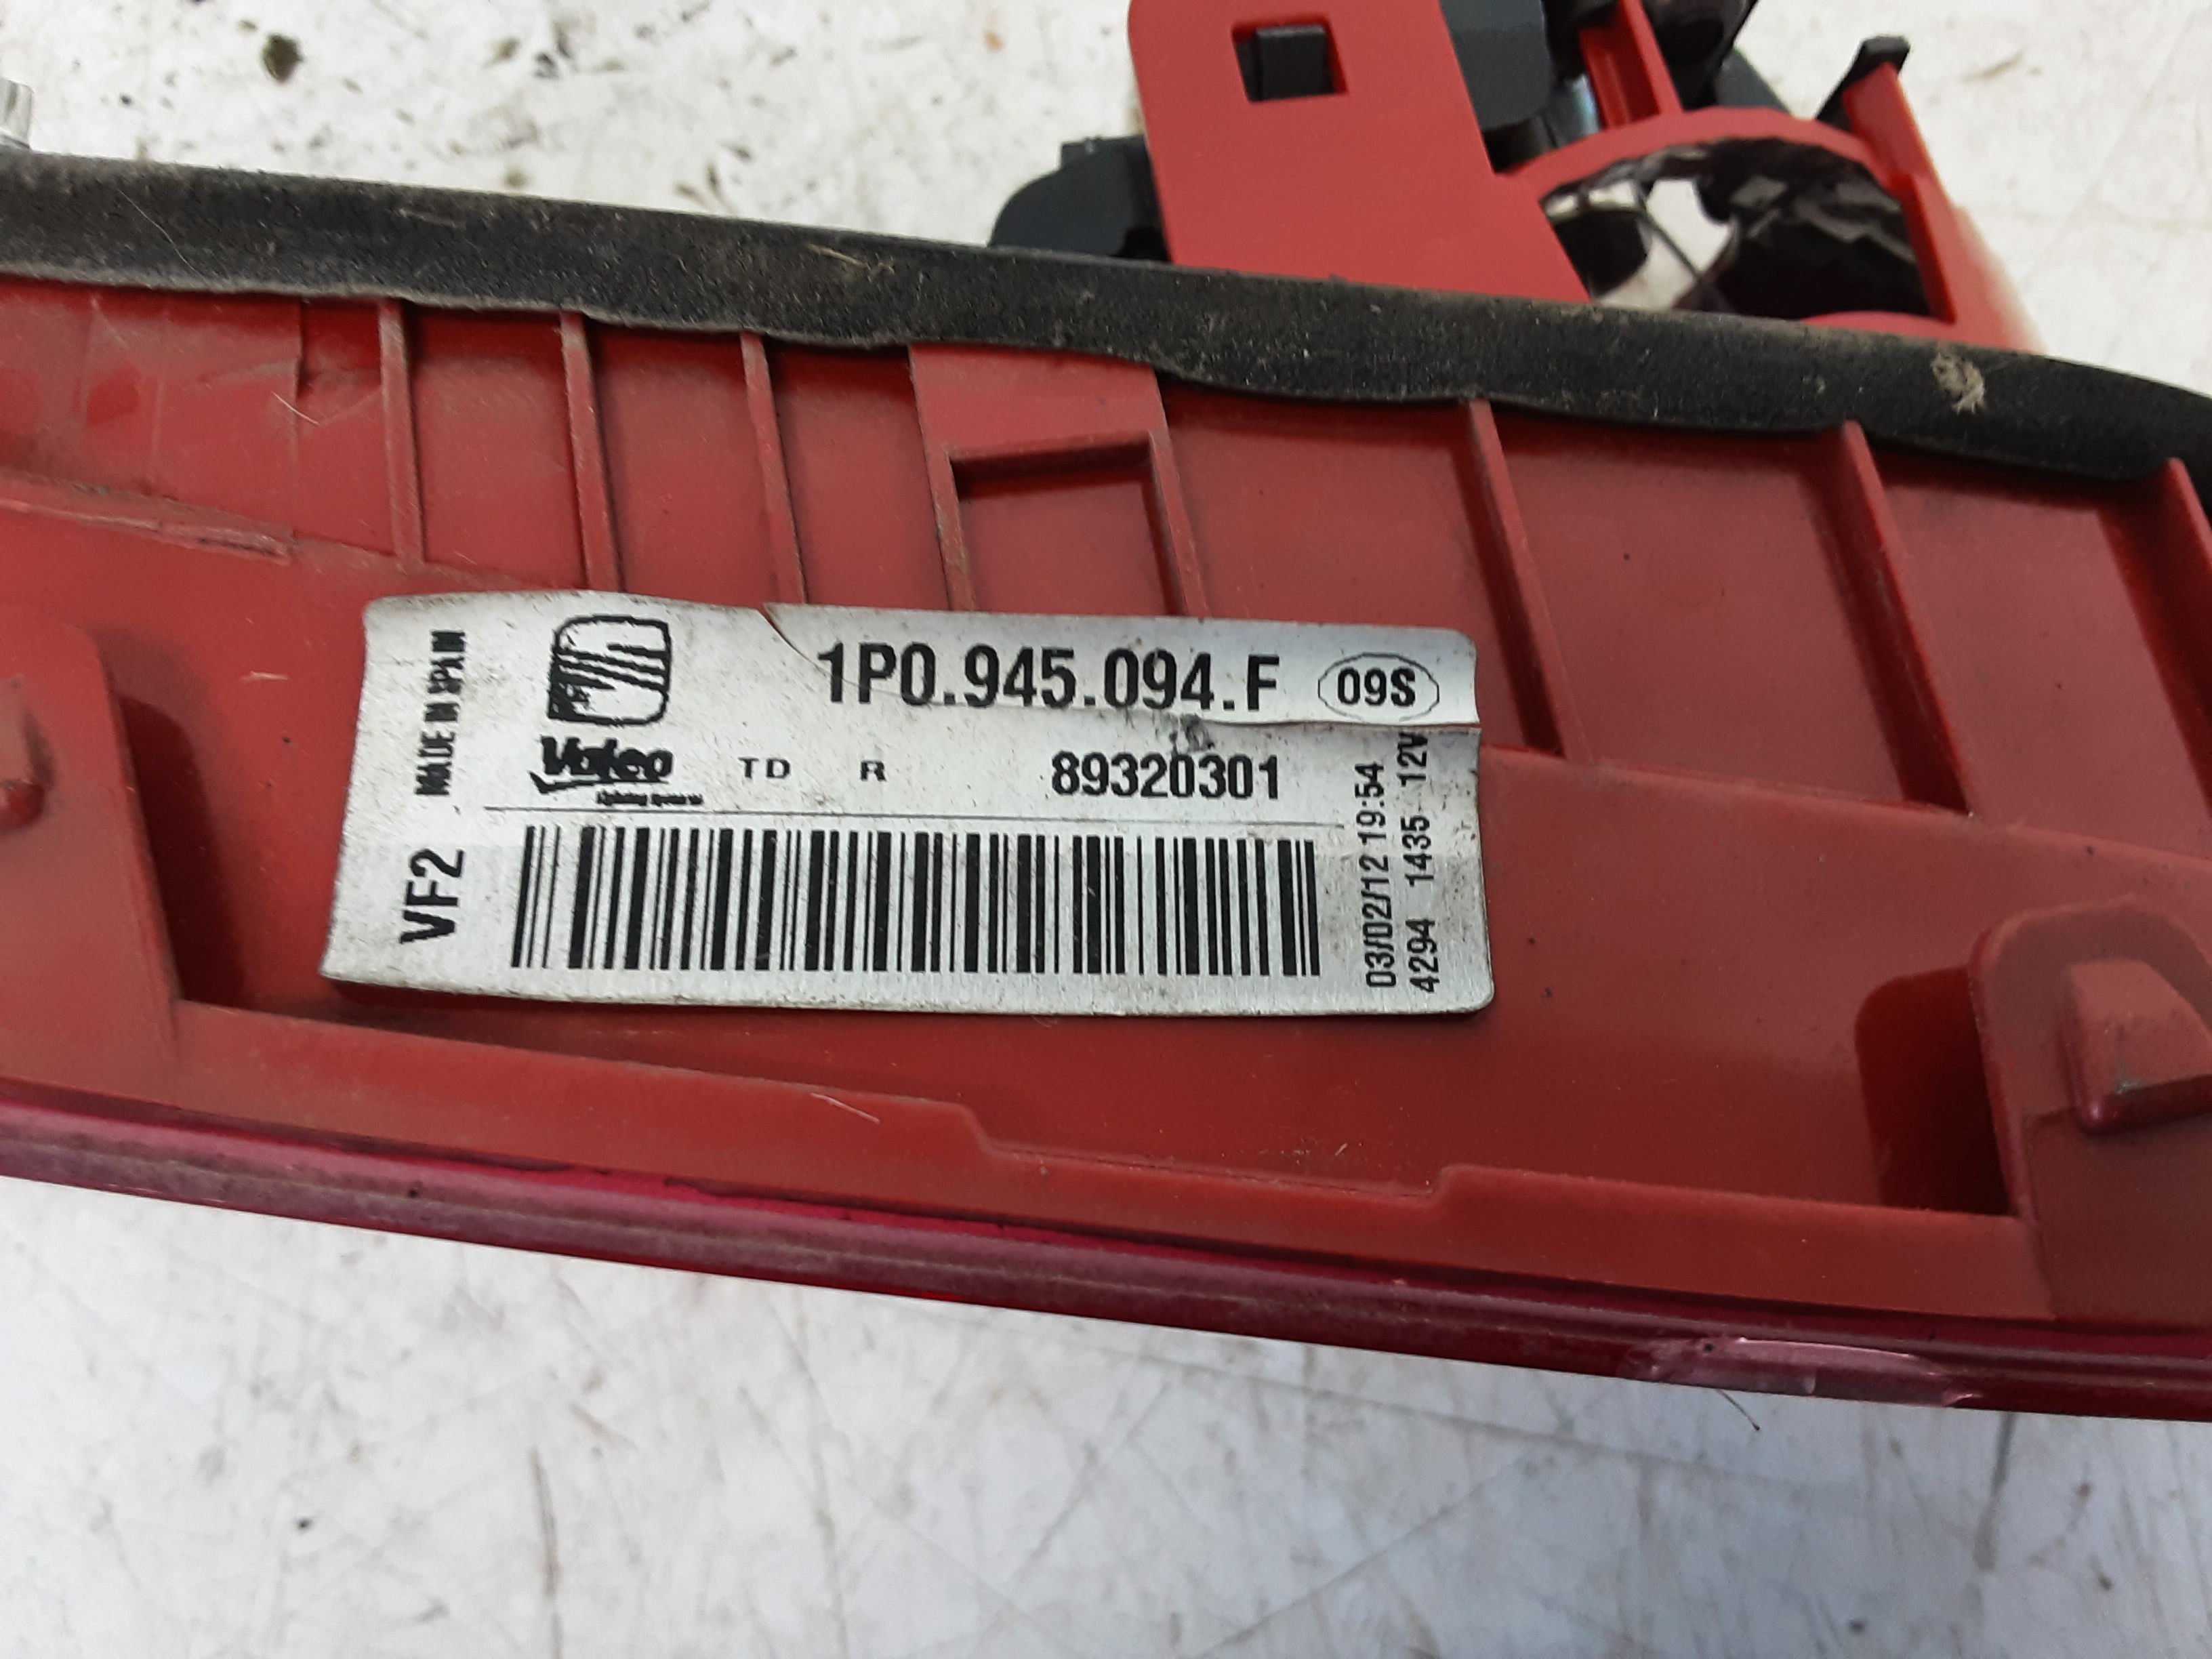 MADE IN SPAIN
1P0.945.094.F 09S
Valeo TD R 89320301
VF2
03/02/12 19:54
4294 1435 12V